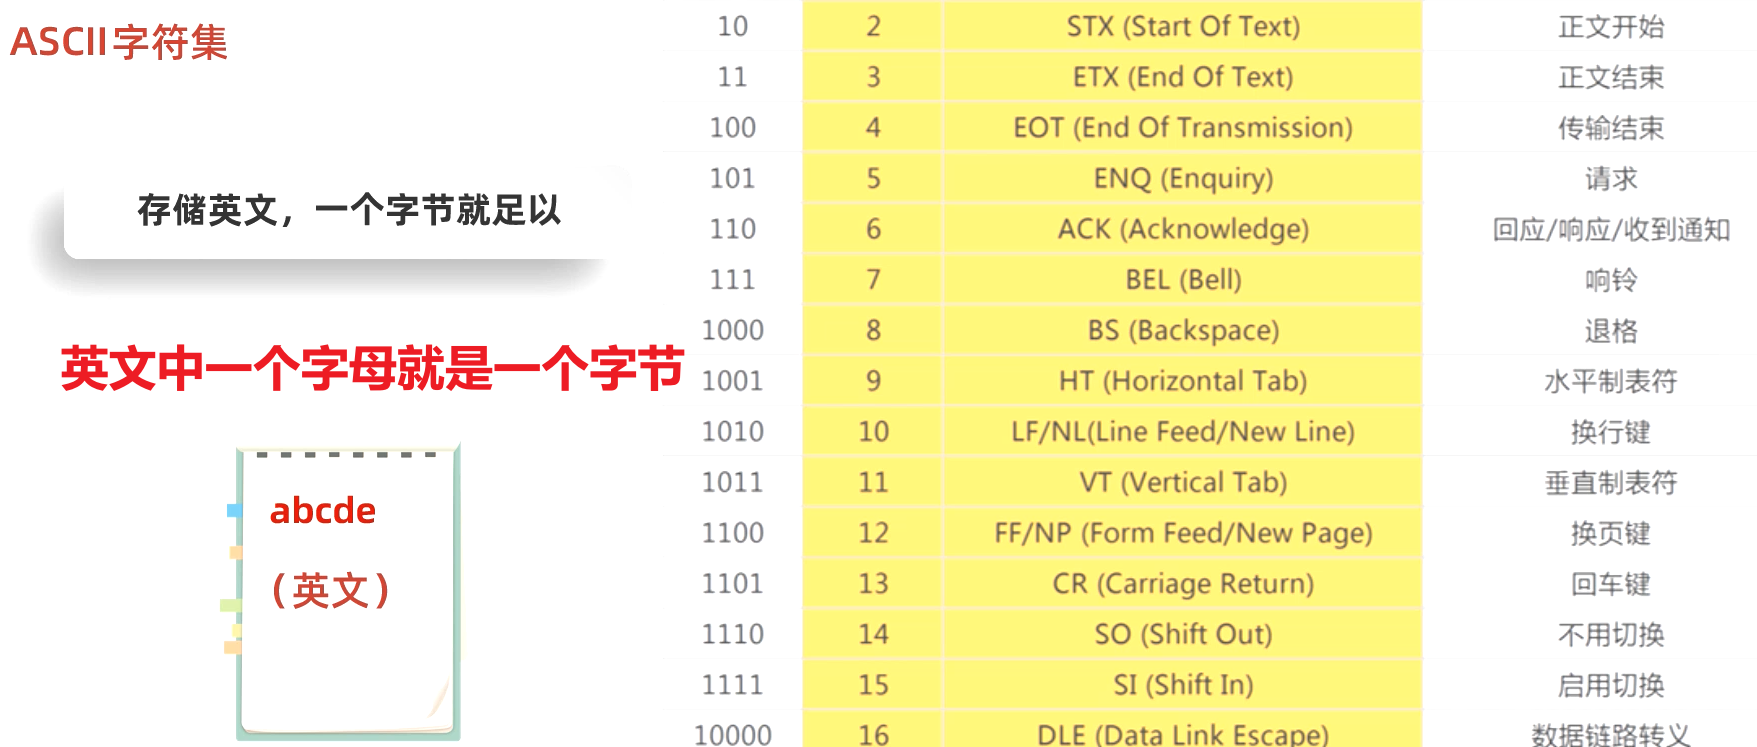 ASCII字符集
存储英文，一个字节就足以
英文中一个字母就是一个字节
abcde
（英文）
10 2 STX (Start Of Text) 正文开始
11 3 ETX (End Of Text) 正文结束
100 4 EOT (End Of Transmission) 传输结束
101 5 ENQ (Enquiry) 请求
110 6 ACK (Acknowledge) 回应/响应/收到通知
111 7 BEL (Bell) 响铃
1000 8 BS (Backspace) 退格
1001 9 HT (Horizontal Tab) 水平制表符
1010 10 LF/NL(Line Feed/New Line) 换行键
1011 11 VT (Vertical Tab) 垂直制表符
1100 12 FF/NP (Form Feed/New Page) 换页键
1101 13 CR (Carriage Return) 回车键
1110 14 SO (Shift Out) 不用切换
1111 15 SI (Shift In) 启用切换
10000 16 DLE (Data Link Escape) 数据链路转义